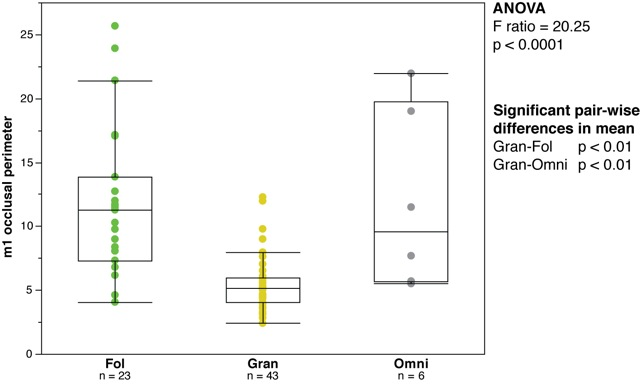 ANOVA
F ratio = 20.25
p < 0.0001
Significant pair-wise
differences in mean
Gran-Fol p < 0.01
Gran-Omni p < 0.01
m1 occlusal perimeter
25
20
15
10
5
0
Fol Gran Omni
n = 23 n = 43 n = 6